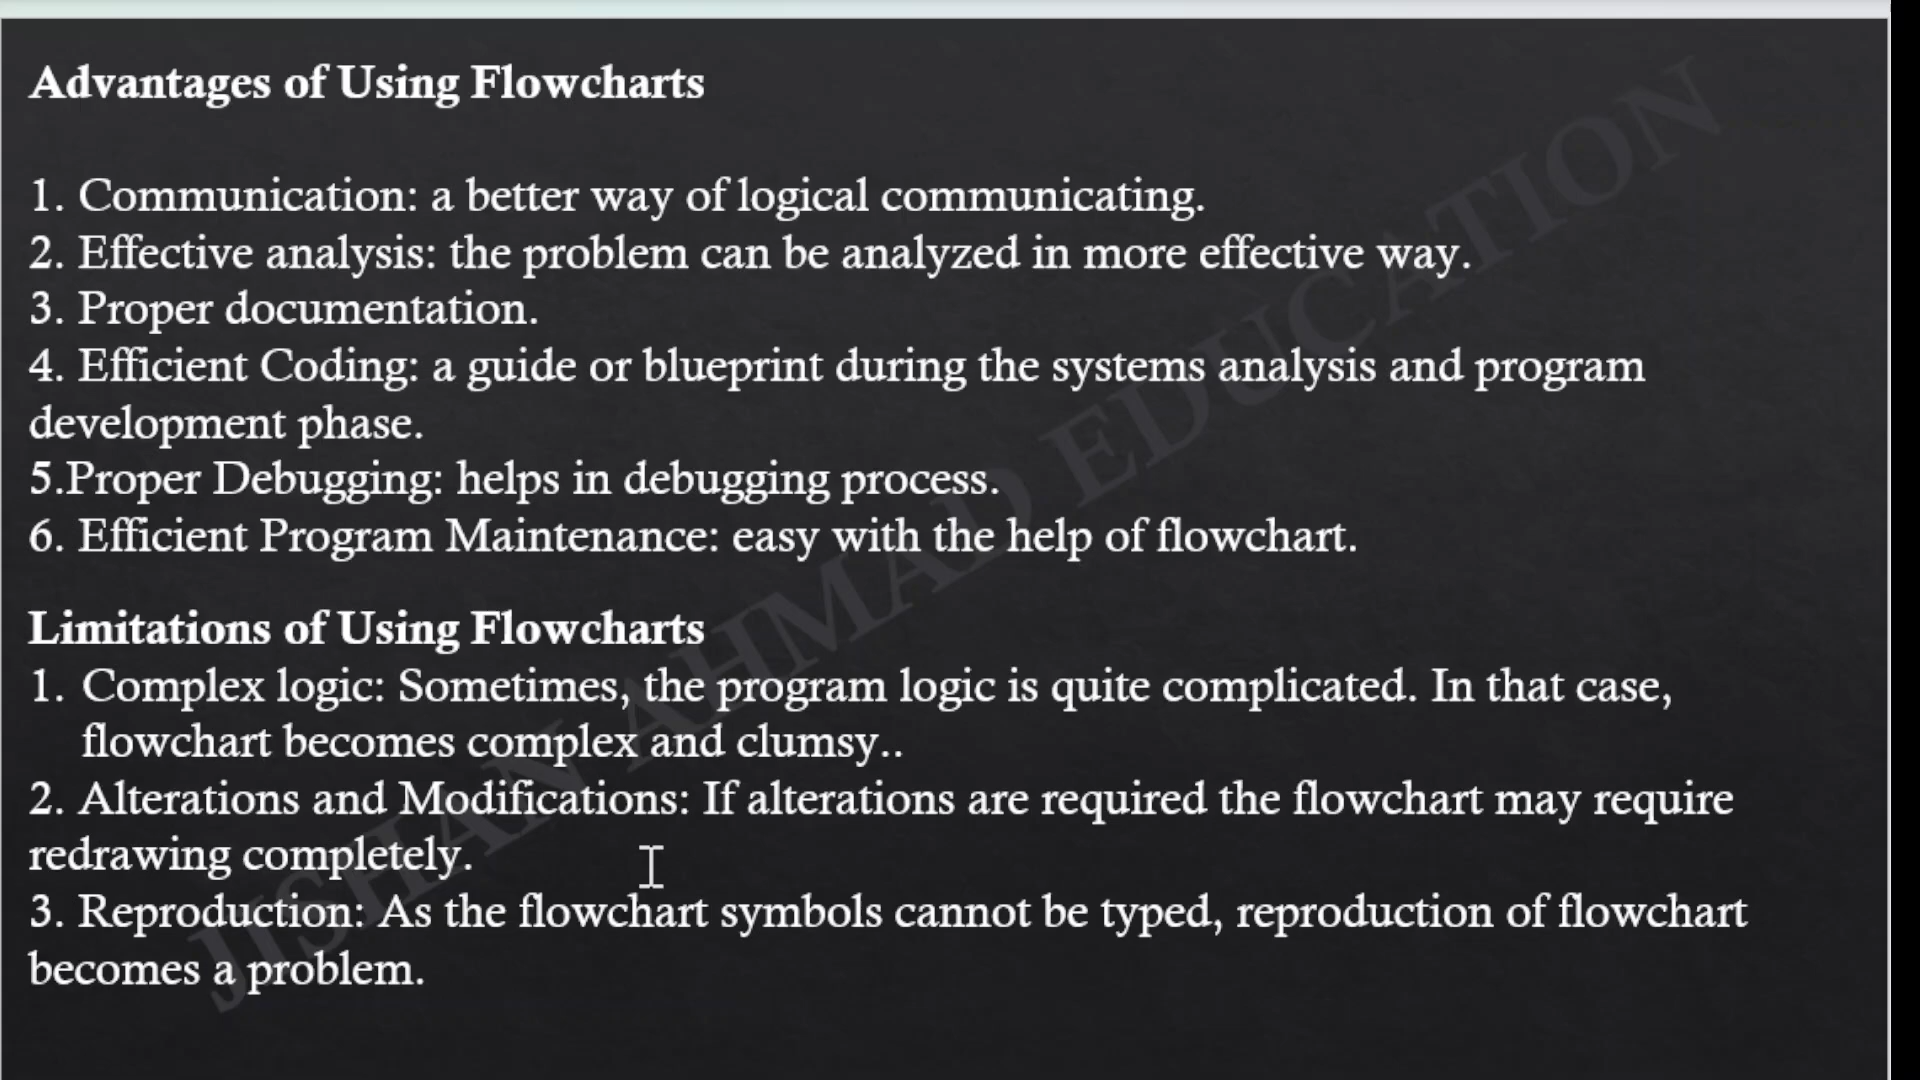 Advantages of Using Flowcharts
1. Communication: a better way of logical communicating.
2. Effective analysis: the problem can be analyzed in more effective way.
3. Proper documentation.
4. Efficient Coding: a guide or blueprint during the systems analysis and program
development phase.
5.Proper Debugging: helps in debugging process.
6. Efficient Program Maintenance: easy with the help of flowchart.
Limitations of Using Flowcharts
1. Complex logic: Sometimes, the program logic is quite complicated. In that case,
flowchart becomes complex and clumsy..
2. Alterations and Modifications: If alterations are required the flowchart may require
redrawing completely.
3. Reproduction: As the flowchart symbols cannot be typed, reproduction of flowchart
becomes a problem.
JISHAN AHMAD EDUCATION